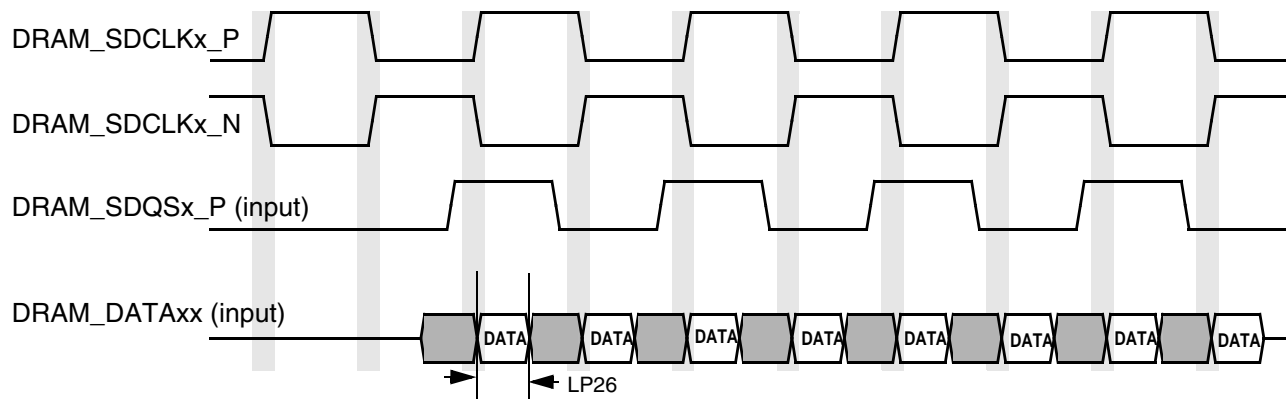 DRAM_SDCLKx_P
DRAM_SDCLKx_N
DRAM_SDQSx_P (input)
DRAM_DATAxx (input)
DATA DATA DATA DATA DATA DATA DATA DATA
LP26